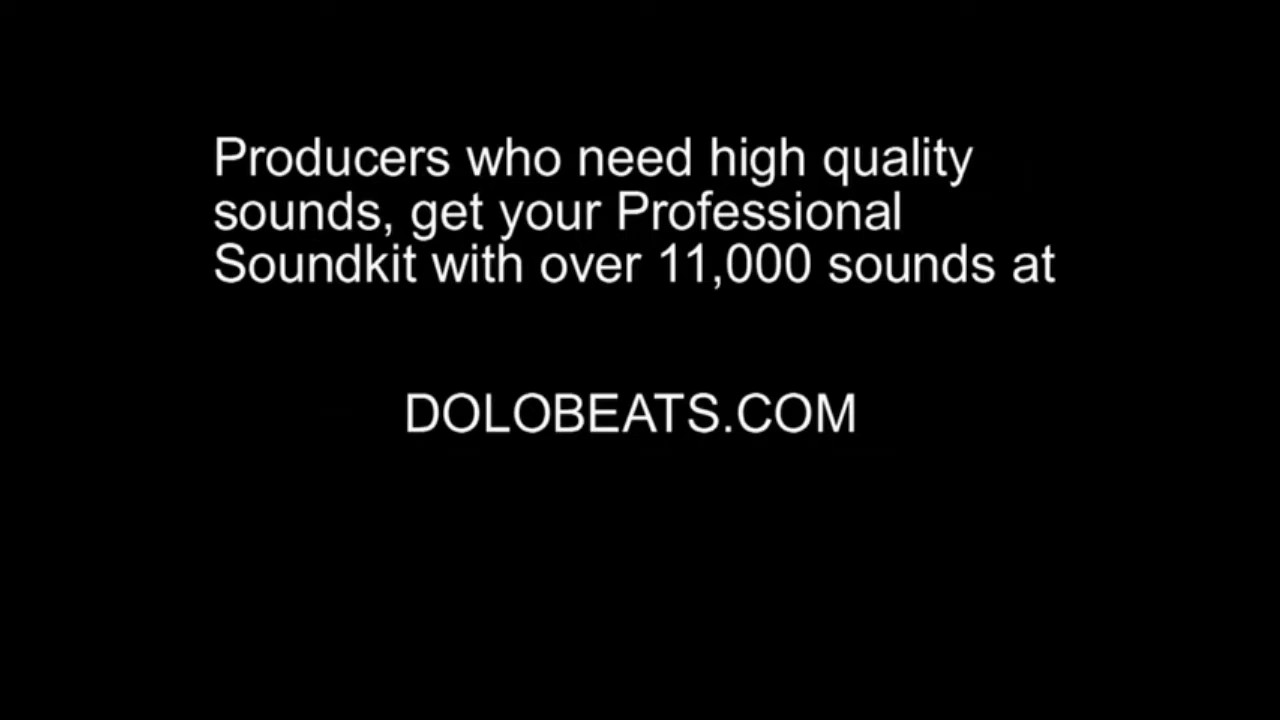 Producers who need high quality
sounds, get your Professional
Soundkit with over 11,000 sounds at
DOLOBEATS.COM